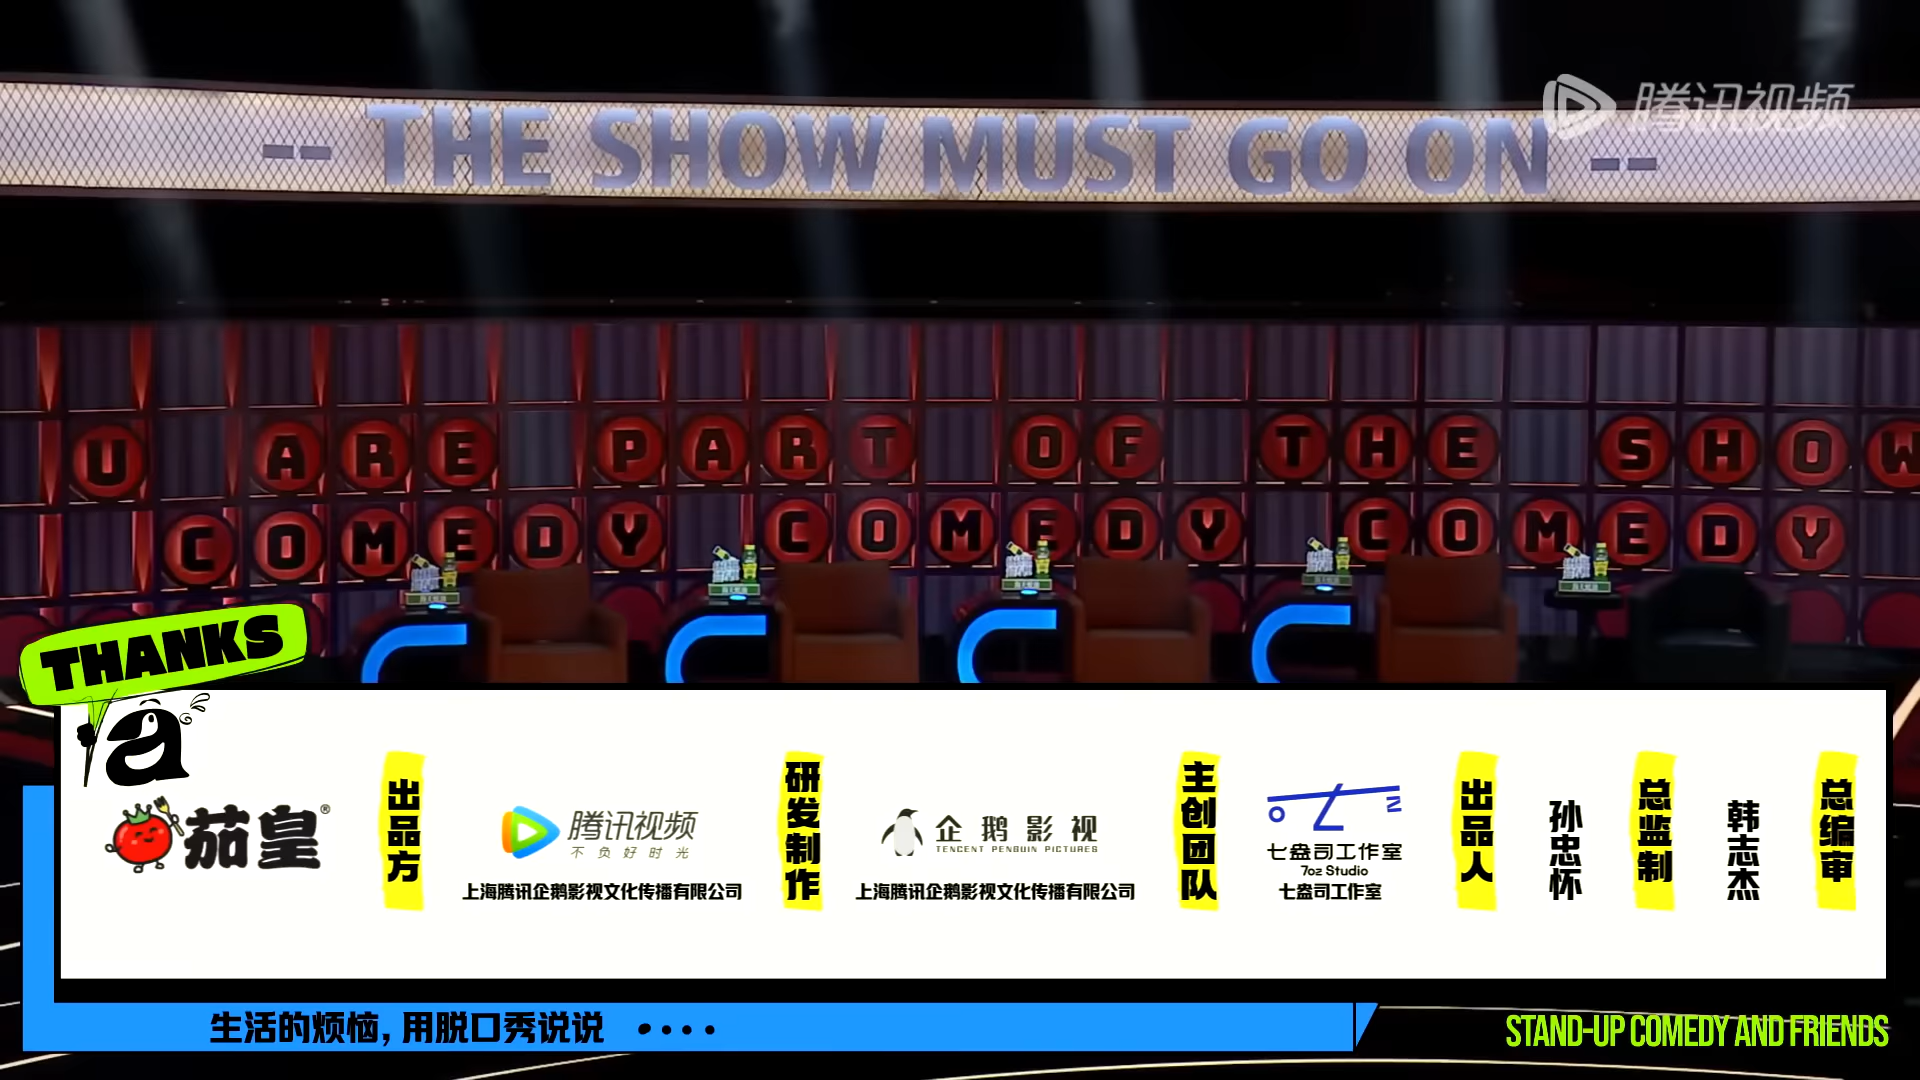 腾讯视频
-- THE SHOW MUST GO ON --
U ARE PART OF THE SHOW
COMEDY COMEDY COMEDY
THANKS
a
茄皇®
出品方
腾讯视频
不负好时光
上海腾讯企鹅影视文化传播有限公司
研发制作
企鹅影视
TENCENT PENGUIN PICTURES
上海腾讯企鹅影视文化传播有限公司
主创团队
7oz
七盎司工作室
7oz Studio
七盎司工作室
出品人
孙忠怀
总监制
韩志杰
总编审
生活的烦恼，用脱口秀说说
STAND-UP COMEDY AND FRIENDS